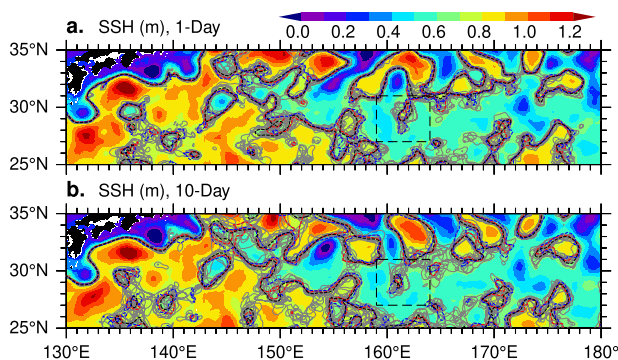 a. SSH (m), 1-Day
0.0 0.2 0.4 0.6 0.8 1.0 1.2
35°N
30°N
25°N
b. SSH (m), 10-Day
35°N
30°N
25°N
130°E 140°E 150°E 160°E 170°E 180°